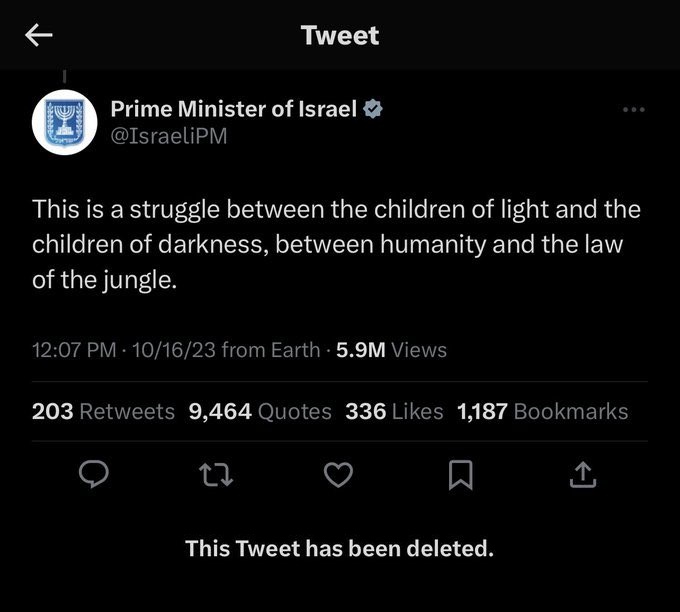 Tweet
Prime Minister of Israel
@IsraeliPM
This is a struggle between the children of light and the
children of darkness, between humanity and the law
of the jungle.
12:07 PM · 10/16/23 from Earth · 5.9M Views
203 Retweets 9,464 Quotes 336 Likes 1,187 Bookmarks
This Tweet has been deleted.